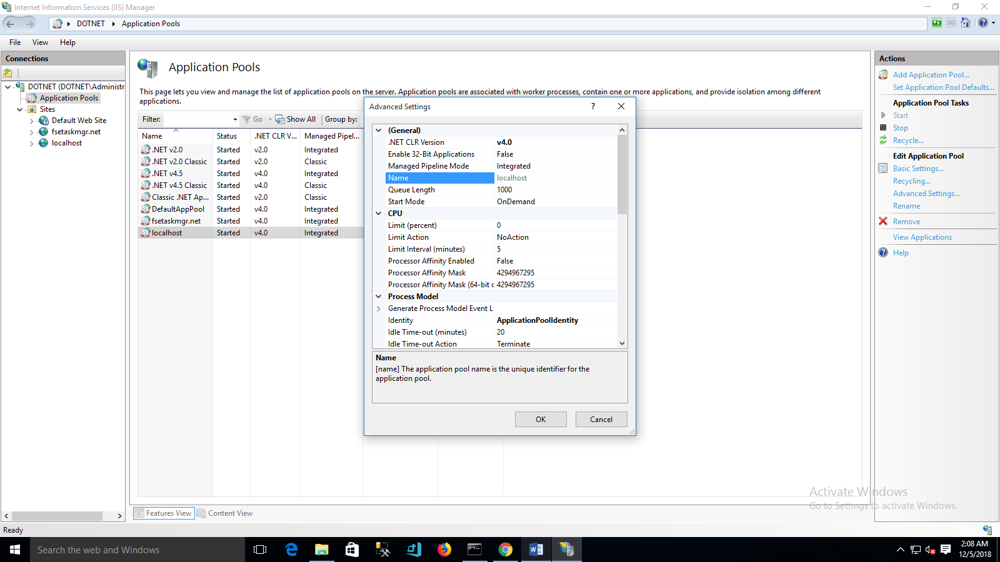 Internet Information Services (IIS) Manager
DOTNET Application Pools
File View Help
Connections
DOTNET (DOTNET\Administr
Application Pools
Sites
Default Web Site
fsetaskmgr.net
localhost
Application Pools
This page lets you view and manage the list of application pools on the server. Application pools are associated with worker processes, contain one or more applications, and provide isolation among different
applications.
Filter: Go Show All Group by:
Name Status .NET CLR V... Managed Pipel...
.NET v2.0 Started v2.0 Integrated
.NET v2.0 Classic Started v2.0 Classic
.NET v4.5 Started v4.0 Integrated
.NET v4.5 Classic Started v4.0 Classic
Classic .NET Ap... Started v2.0 Classic
DefaultAppPool Started v4.0 Integrated
fsetaskmgr.net Started v4.0 Integrated
localhost Started v4.0 Integrated
Advanced Settings ?
(General)
.NET CLR Version v4.0
Enable 32-Bit Applications False
Managed Pipeline Mode Integrated
Name localhost
Queue Length 1000
Start Mode OnDemand
CPU
Limit (percent) 0
Limit Action NoAction
Limit Interval (minutes) 5
Processor Affinity Enabled False
Processor Affinity Mask 4294967295
Processor Affinity Mask (64-bit c 4294967295
Process Model
Generate Process Model Event L
Identity ApplicationPoolIdentity
Idle Time-out (minutes) 20
Idle Time-out Action Terminate
Name
[name] The application pool name is the unique identifier for the
application pool.
OK Cancel
Actions
Add Application Pool...
Set Application Pool Defaults...
Application Pool Tasks
Start
Stop
Recycle...
Edit Application Pool
Basic Settings...
Recycling...
Advanced Settings...
Rename
Remove
View Applications
Help
Activate Windows
Go to Settings to activate Windows.
Features View Content View
Ready
Search the web and Windows
2:08 AM
12/5/2018